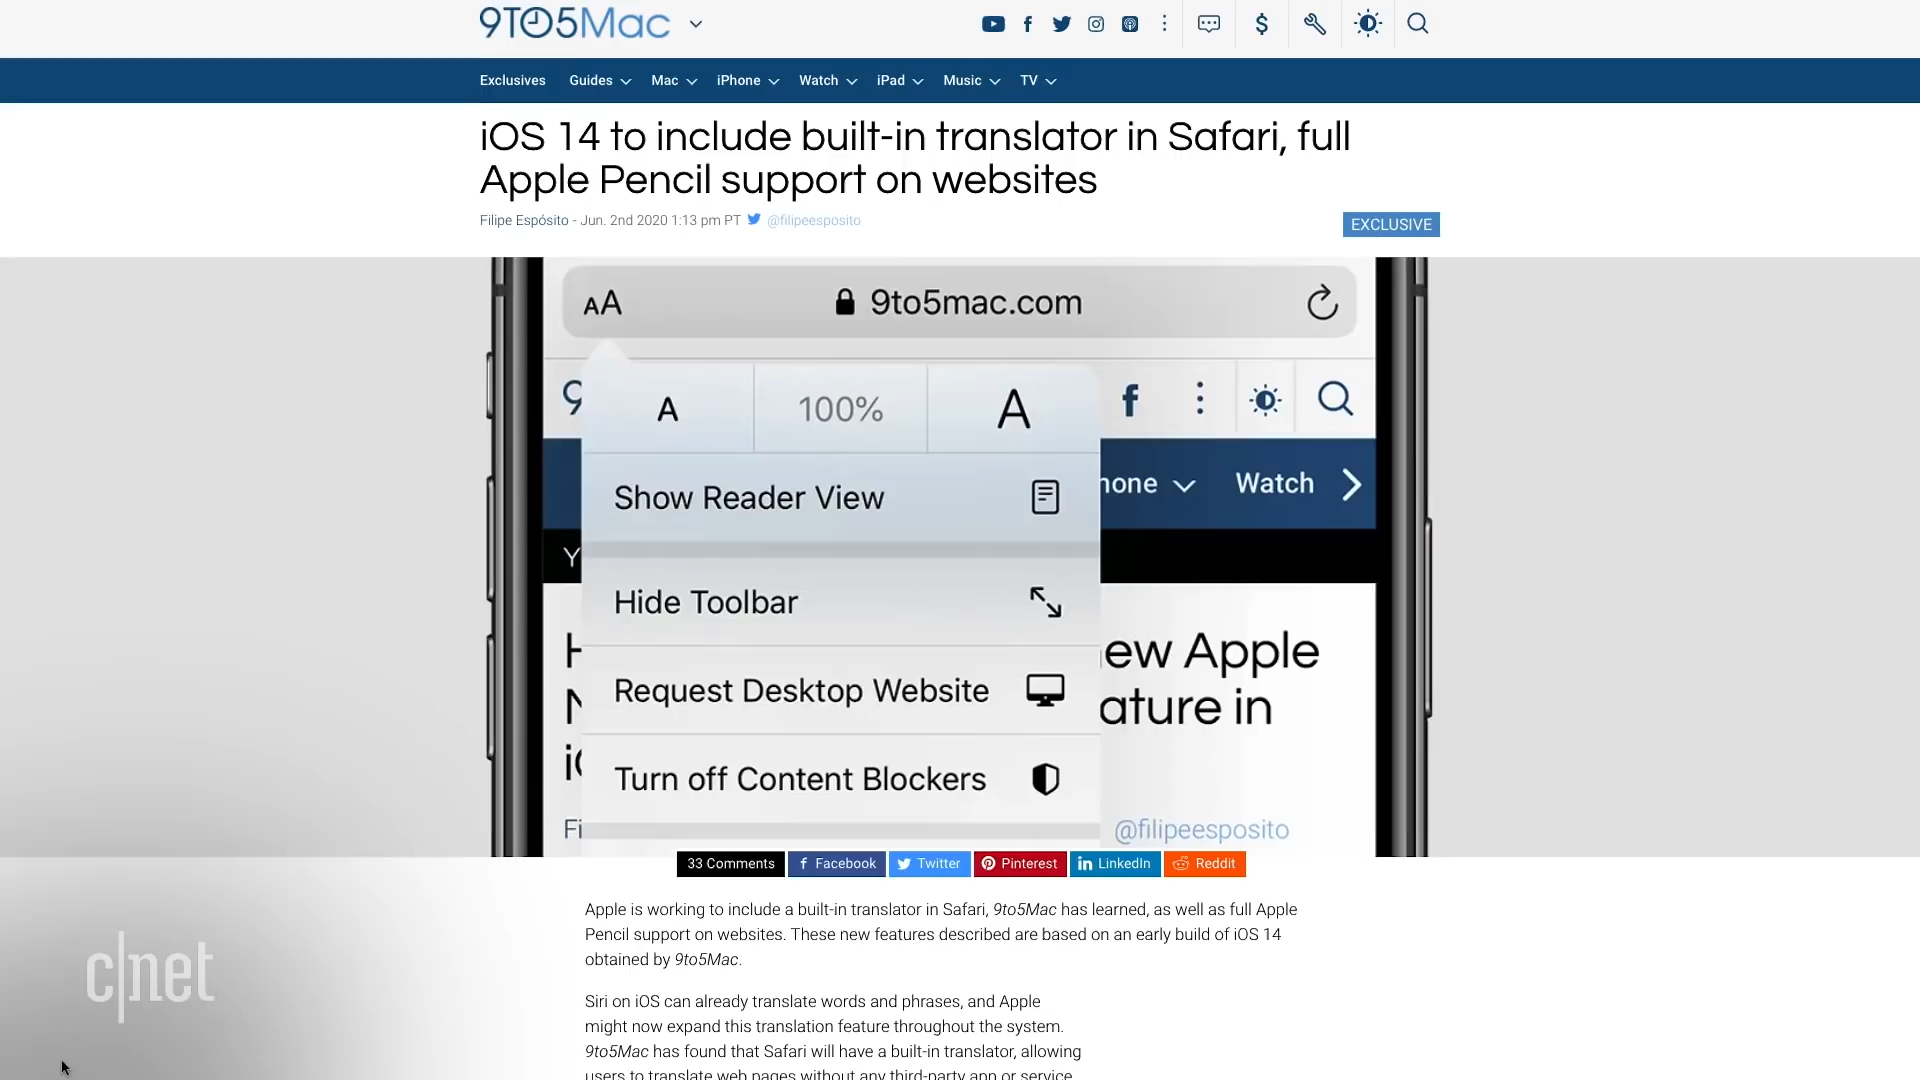 9TO5Mac
Exclusives Guides Mac iPhone Watch iPad Music TV
iOS 14 to include built-in translator in Safari, full
Apple Pencil support on websites
Filipe Espósito - Jun. 2nd 2020 1:13 pm PT @filipeesposito
EXCLUSIVE
AA 9to5mac.com
9
A 100% A
Show Reader View
hone Watch
Y
Hide Toolbar
H ew Apple
Request Desktop Website
N ature in
Turn off Content Blockers
Fi @filipeesposito
33 Comments Facebook Twitter Pinterest LinkedIn Reddit
Apple is working to include a built-in translator in Safari, 9to5Mac has learned, as well as full Apple
Pencil support on websites. These new features described are based on an early build of iOS 14
obtained by 9to5Mac.
c|net
Siri on iOS can already translate words and phrases, and Apple
might now expand this translation feature throughout the system.
9to5Mac has found that Safari will have a built-in translator, allowing
users to translate web pages without any third-party app or service